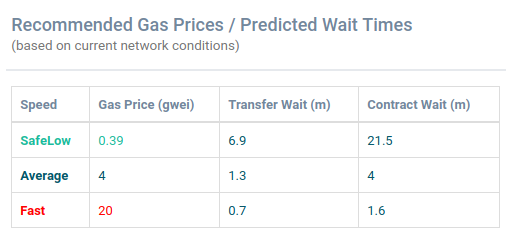 Recommended Gas Prices / Predicted Wait Times
(based on current network conditions)
Speed Gas Price (gwei) Transfer Wait (m) Contract Wait (m)
SafeLow 0.39 6.9 21.5
Average 4 1.3 4
Fast 20 0.7 1.6